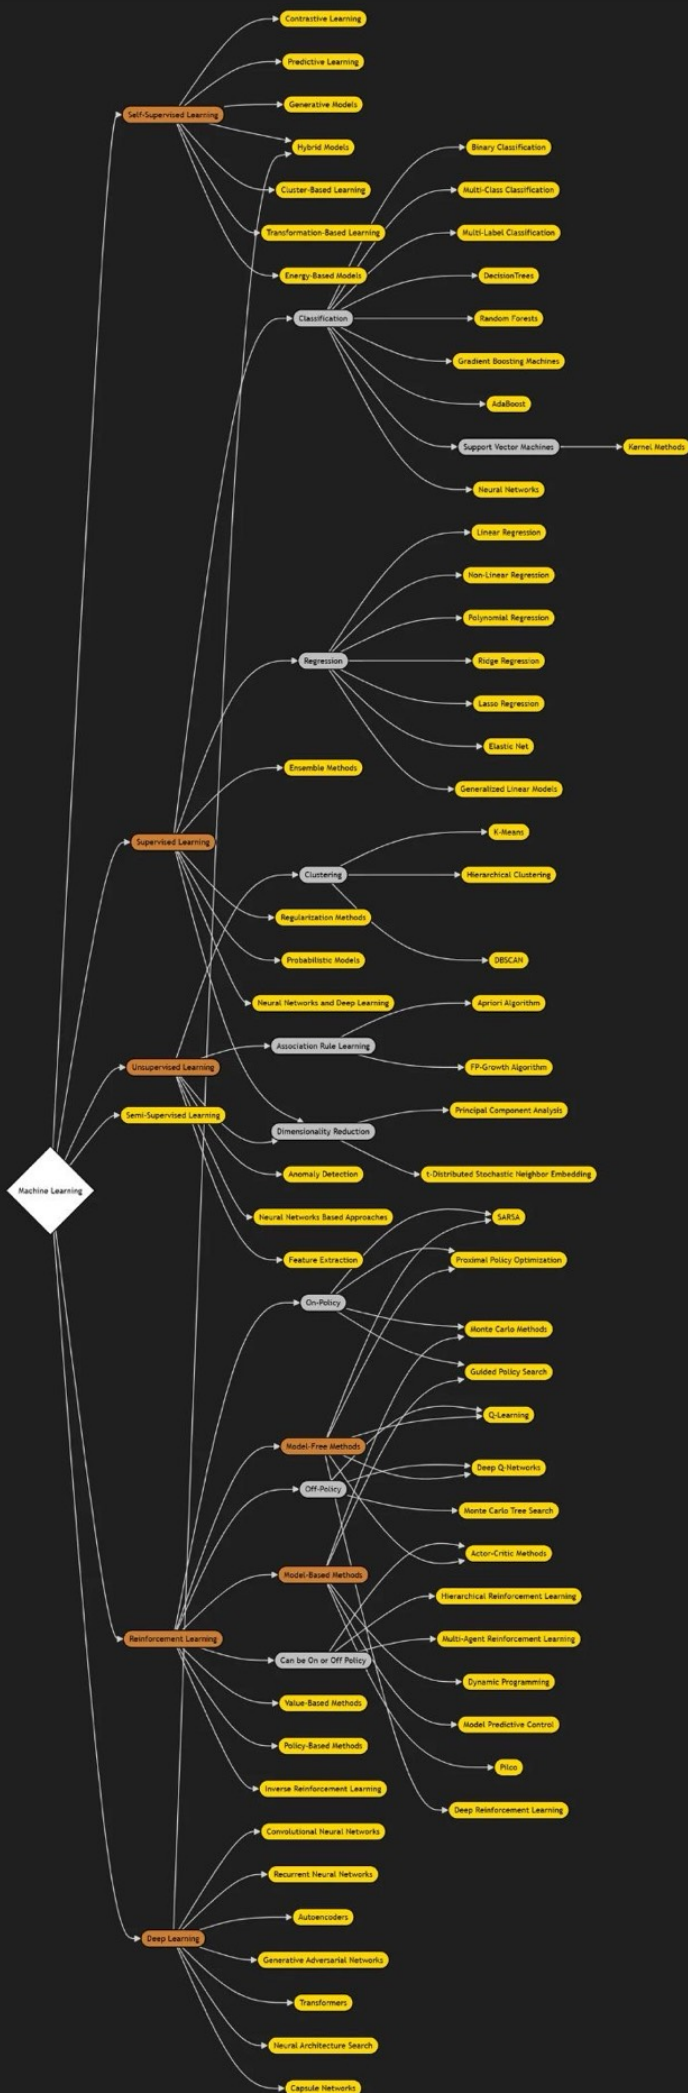 Contrastive Learning
Predictive Learning
Generative Models
Self-Supervised Learning
Hybrid Models
Binary Classification
Cluster-Based Learning
Multi-Class Classification
Transformation-Based Learning
Multi-Label Classification
Energy-Based Models
DecisionTrees
Classification
Random Forests
Gradient Boosting Machines
AdaBoost
Support Vector Machines
Kernel Methods
Neural Networks
Linear Regression
Non-Linear Regression
Polynomial Regression
Regression
Ridge Regression
Lasso Regression
Elastic Net
Ensemble Methods
Generalized Linear Models
K-Means
Supervised Learning
Clustering
Hierarchical Clustering
Regularization Methods
Probabilistic Models
DBSCAN
Neural Networks and Deep Learning
Apriori Algorithm
Association Rule Learning
Unsupervised Learning
FP-Growth Algorithm
Semi-Supervised Learning
Principal Component Analysis
Dimensionality Reduction
Anomaly Detection
t-Distributed Stochastic Neighbor Embedding
Machine Learning
Neural Networks Based Approaches
SARSA
Feature Extraction
Proximal Policy Optimization
On-Policy
Monte Carlo Methods
Guided Policy Search
Q-Learning
Model-Free Methods
Deep Q-Networks
Off-Policy
Monte Carlo Tree Search
Actor-Critic Methods
Model-Based Methods
Hierarchical Reinforcement Learning
Reinforcement Learning
Multi-Agent Reinforcement Learning
Can be On or Off Policy
Dynamic Programming
Value-Based Methods
Model Predictive Control
Policy-Based Methods
Pilco
Inverse Reinforcement Learning
Deep Reinforcement Learning
Convolutional Neural Networks
Recurrent Neural Networks
Autoencoders
Deep Learning
Generative Adversarial Networks
Transformers
Neural Architecture Search
Capsule Networks